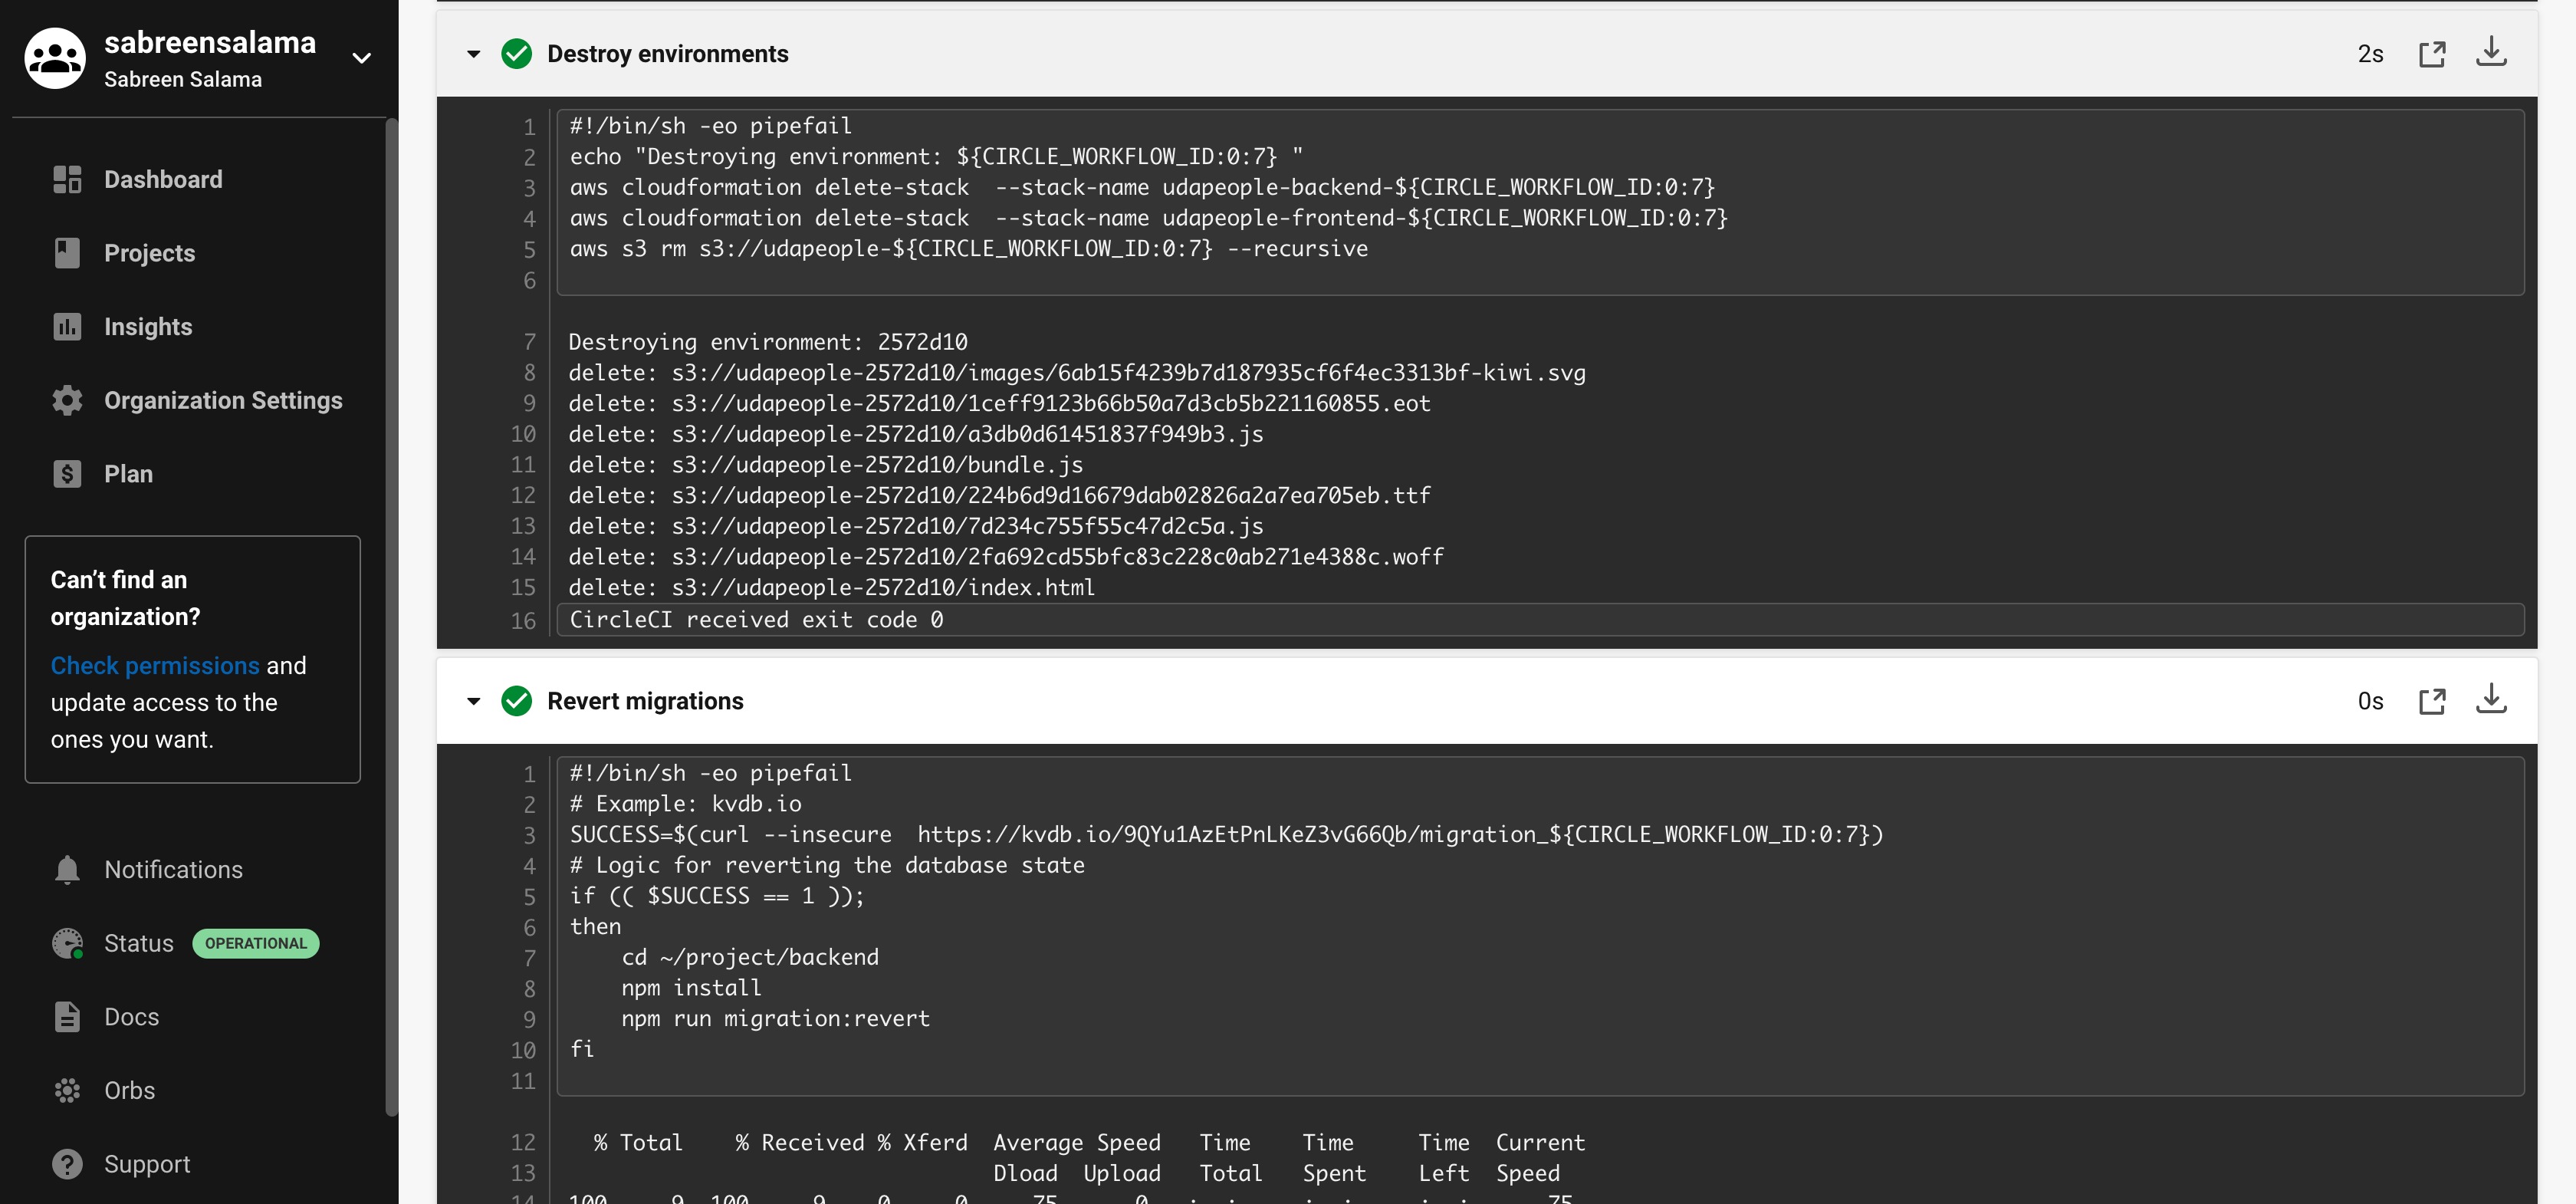 sabreensalama
Sabreen Salama
Dashboard
Projects
Insights
Organization Settings
Plan
Can’t find an
organization?
Check permissions and
update access to the
ones you want.
Notifications
Status OPERATIONAL
Docs
Orbs
Support
Destroy environments 2s
1 #!/bin/sh -eo pipefail
2 echo "Destroying environment: ${CIRCLE_WORKFLOW_ID:0:7} "
3 aws cloudformation delete-stack  --stack-name udapeople-backend-${CIRCLE_WORKFLOW_ID:0:7}
4 aws cloudformation delete-stack  --stack-name udapeople-frontend-${CIRCLE_WORKFLOW_ID:0:7}
5 aws s3 rm s3://udapeople-${CIRCLE_WORKFLOW_ID:0:7} --recursive
6
7 Destroying environment: 2572d10
8 delete: s3://udapeople-2572d10/images/6ab15f4239b7d187935cf6f4ec3313bf-kiwi.svg
9 delete: s3://udapeople-2572d10/1ceff9123b66b50a7d3cb5b221160855.eot
10 delete: s3://udapeople-2572d10/a3db0d61451837f949b3.js
11 delete: s3://udapeople-2572d10/bundle.js
12 delete: s3://udapeople-2572d10/224b6d9d16679dab02826a2a7ea705eb.ttf
13 delete: s3://udapeople-2572d10/7d234c755f55c47d2c5a.js
14 delete: s3://udapeople-2572d10/2fa692cd55bfc83c228c0ab271e4388c.woff
15 delete: s3://udapeople-2572d10/index.html
16 CircleCI received exit code 0
Revert migrations 0s
1 #!/bin/sh -eo pipefail
2 # Example: kvdb.io
3 SUCCESS=$(curl --insecure  https://kvdb.io/9QYu1AzEtPnLKeZ3vG66Qb/migration_${CIRCLE_WORKFLOW_ID:0:7})
4 # Logic for reverting the database state
5 if (( $SUCCESS == 1 ));
6 then
7     cd ~/project/backend
8     npm install
9     npm run migration:revert
10 fi
11
12   % Total    % Received % Xferd  Average Speed   Time    Time     Time  Current
13                                  Dload  Upload   Total   Spent    Left  Speed